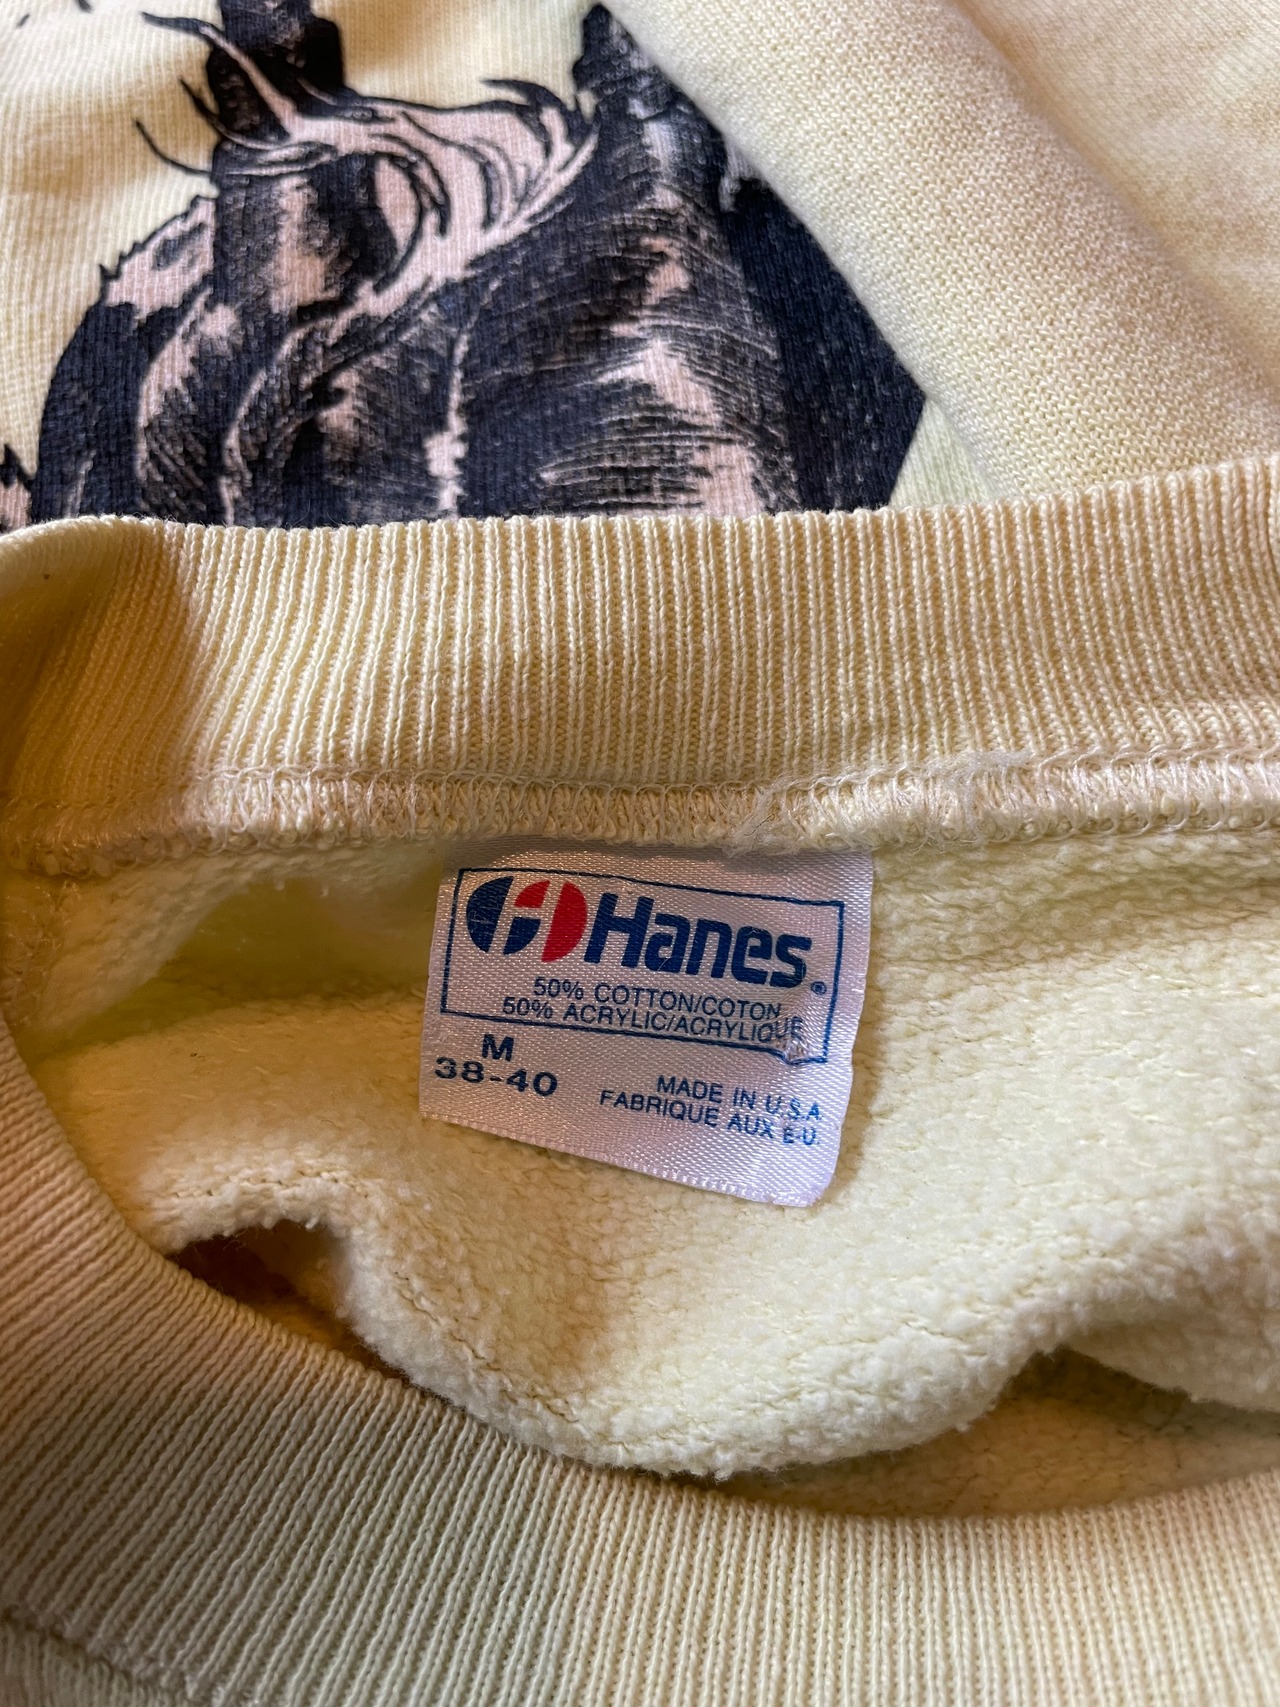 Hanes®
50% COTTON/COTON
50% ACRYLIC/ACRYLIQUE
M
38-40
MADE IN U.S.A
FABRIQUE AUX E-U.